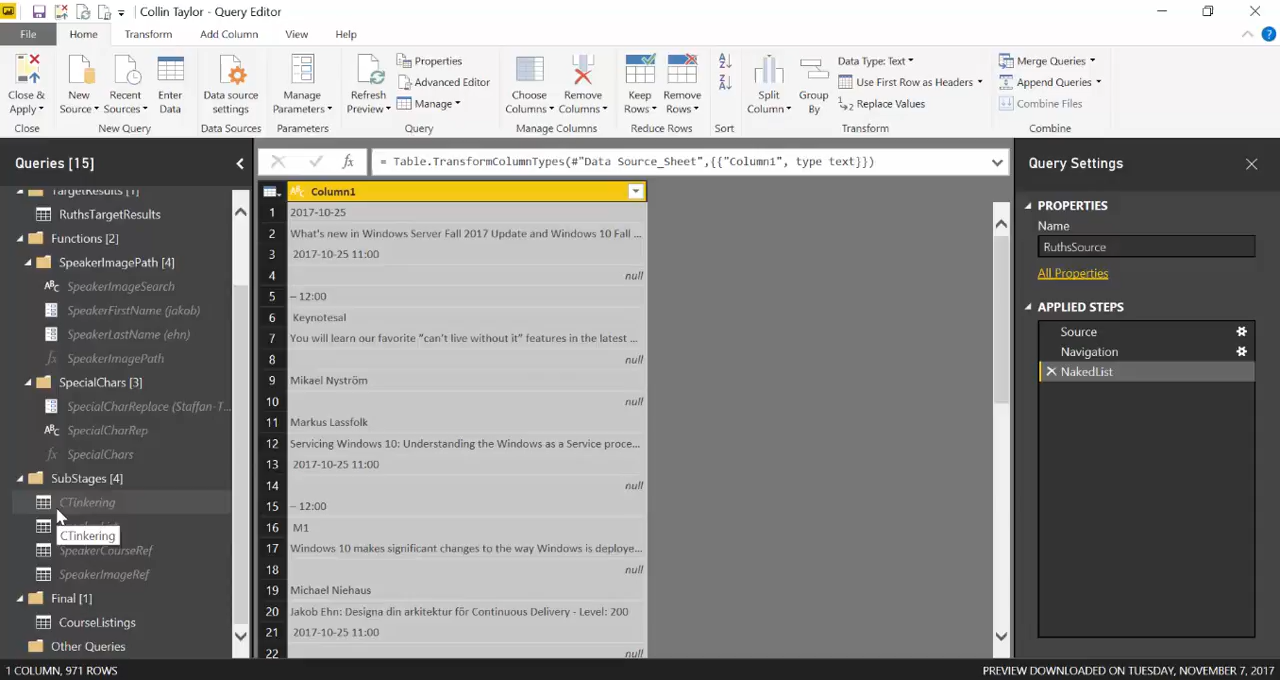 Collin Taylor - Query Editor
File
Home
Transform
Add Column
View
Help
Close & Apply
Close
New Source
Recent Sources
Enter Data
New Query
Data source settings
Data Sources
Manage Parameters
Parameters
Refresh Preview
Properties
Advanced Editor
Manage
Query
Choose Columns
Remove Columns
Manage Columns
Keep Rows
Remove Rows
Reduce Rows
Sort
Split Column
Group By
Data Type: Text
Use First Row as Headers
Replace Values
Transform
Merge Queries
Append Queries
Combine Files
Combine
Queries [15]
TargetResults [1]
RuthsTargetResults
Functions [2]
SpeakerImagePath [4]
SpeakerImageSearch
SpeakerFirstName (jakob)
SpeakerLastName (ehn)
SpeakerImagePath
SpecialChars [3]
SpecialCharReplace (Staffan-T...
SpecialCharRep
SpecialChars
SubStages [4]
CTinkering
CTinkering
SpeakerCourseRef
SpeakerImageRef
Final [1]
CourseListings
Other Queries
= Table.TransformColumnTypes(#"Data Source_Sheet",{{"Column1", type text}})
Column1
1 2017-10-25
2 What's new in Windows Server Fall 2017 Update and Windows 10 Fall ...
3 2017-10-25 11:00
4 null
5 – 12:00
6 Keynotesal
7 You will learn our favorite "can't live without it" features in the latest ...
8 null
9 Mikael Nyström
10 null
11 Markus Lassfolk
12 Servicing Windows 10: Understanding the Windows as a Service proce...
13 2017-10-25 11:00
14 null
15 – 12:00
16 M1
17 Windows 10 makes significant changes to the way Windows is deploye...
18 null
19 Michael Niehaus
20 Jakob Ehn: Designa din arkitektur för Continuous Delivery - Level: 200
21 2017-10-25 11:00
22 null
Query Settings
PROPERTIES
Name
RuthsSource
All Properties
APPLIED STEPS
Source
Navigation
NakedList
1 COLUMN, 971 ROWS
PREVIEW DOWNLOADED ON TUESDAY, NOVEMBER 7, 2017